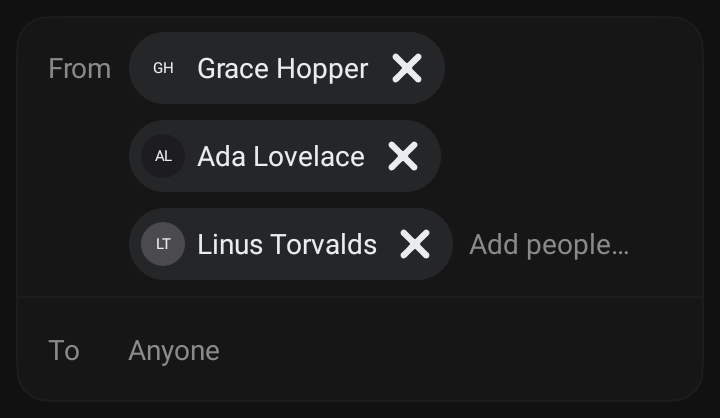 From GH Grace Hopper
AL Ada Lovelace
LT Linus Torvalds Add people…
To Anyone